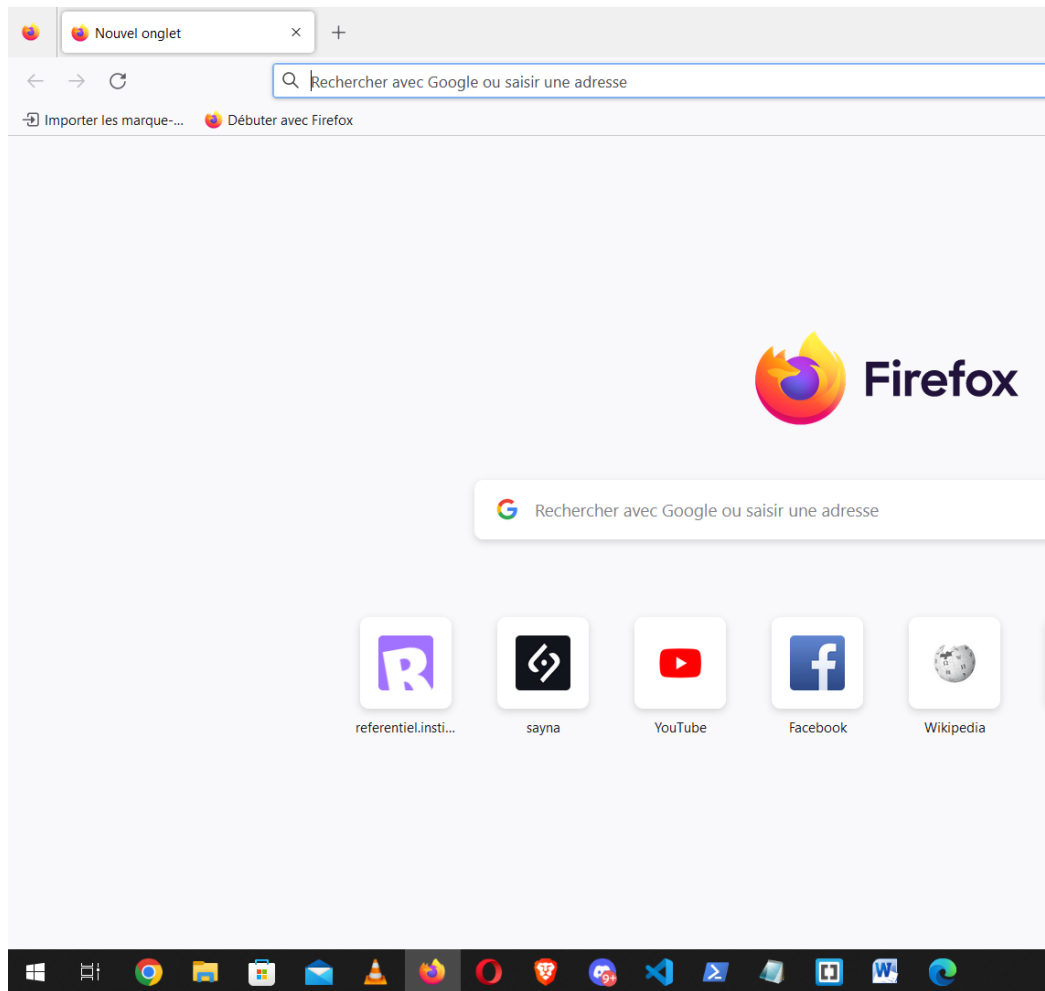 Nouvel onglet
Rechercher avec Google ou saisir une adresse
Importer les marque-... Débuter avec Firefox
Firefox
Rechercher avec Google ou saisir une adresse
referentiel.insti... sayna YouTube Facebook Wikipedia
9+